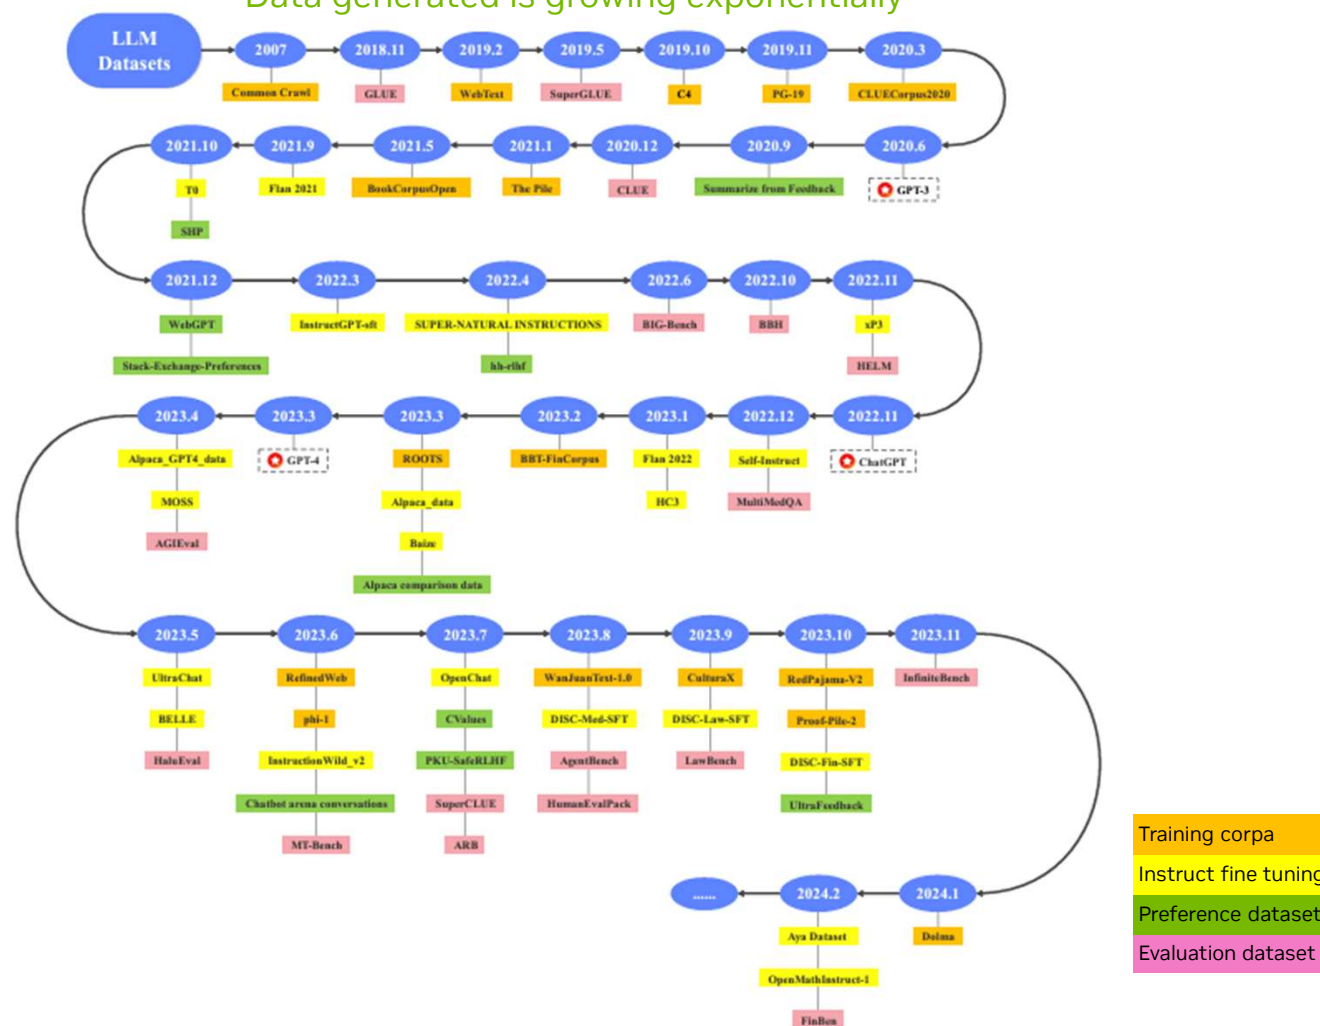 Data generated is growing exponentially
LLM
Datasets
2007
2018.11
2019.2
2019.5
2019.10
2019.11
2020.3
Common Crawl
GLUE
WebText
SuperGLUE
C4
PG-19
CLUECorpus2020
2021.10
2021.9
2021.5
2021.1
2020.12
2020.9
2020.6
T0
Flan 2021
BookCorpusOpen
The Pile
CLUE
Summarize from Feedback
GPT-3
SHP
2021.12
2022.3
2022.4
2022.6
2022.10
2022.11
WebGPT
InstructGPT-sft
SUPER-NATURAL INSTRUCTIONS
BIG-Bench
BBH
xP3
Stack-Exchange-Preferences
hh-rlhf
HELM
2023.4
2023.3
2023.3
2023.2
2023.1
2022.12
2022.11
Alpaca_GPT4_data
GPT-4
ROOTS
BBT-FinCorpus
Flan 2022
Self-Instruct
ChatGPT
MOSS
Alpaca_data
HC3
MultiMedQA
AGIEval
Baize
Alpaca comparison data
2023.5
2023.6
2023.7
2023.8
2023.9
2023.10
2023.11
UltraChat
RefinedWeb
OpenChat
WanJuanText-1.0
CulturaX
RedPajama-V2
InfiniteBench
BELLE
phi-1
CValues
DISC-Med-SFT
DISC-Law-SFT
Proof-Pile-2
HaluEval
InstructionWild_v2
PKU-SafeRLHF
AgentBench
LawBench
DISC-Fin-SFT
Chatbot arena conversations
SuperCLUE
HumanEvalPack
UltraFeedback
MT-Bench
ARB
Training corpa
Instruct fine tuning
Preference dataset
Evaluation dataset
......
2024.2
2024.1
Aya Dataset
Dolma
OpenMathInstruct-1
FinBen